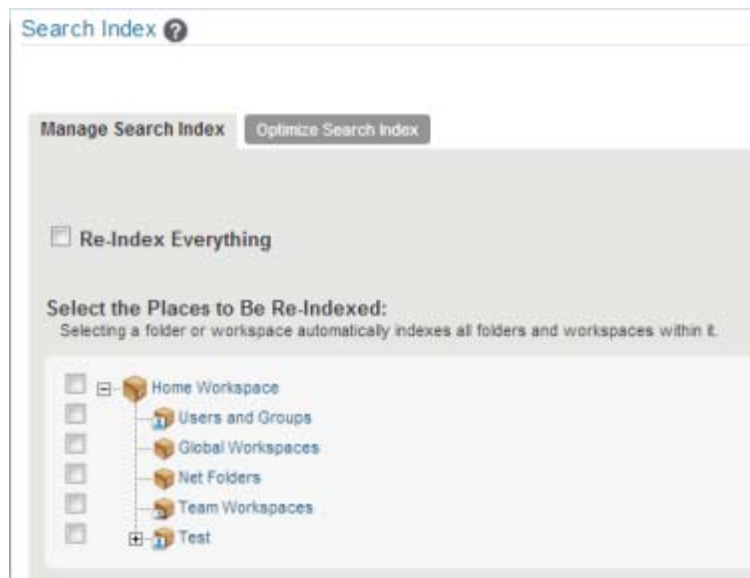 Search Index ?
Manage Search Index
Optimize Search Index
Re-Index Everything
Select the Places to Be Re-Indexed:
Selecting a folder or workspace automatically indexes all folders and workspaces within it.
Home Workspace
Users and Groups
Global Workspaces
Net Folders
Team Workspaces
Test